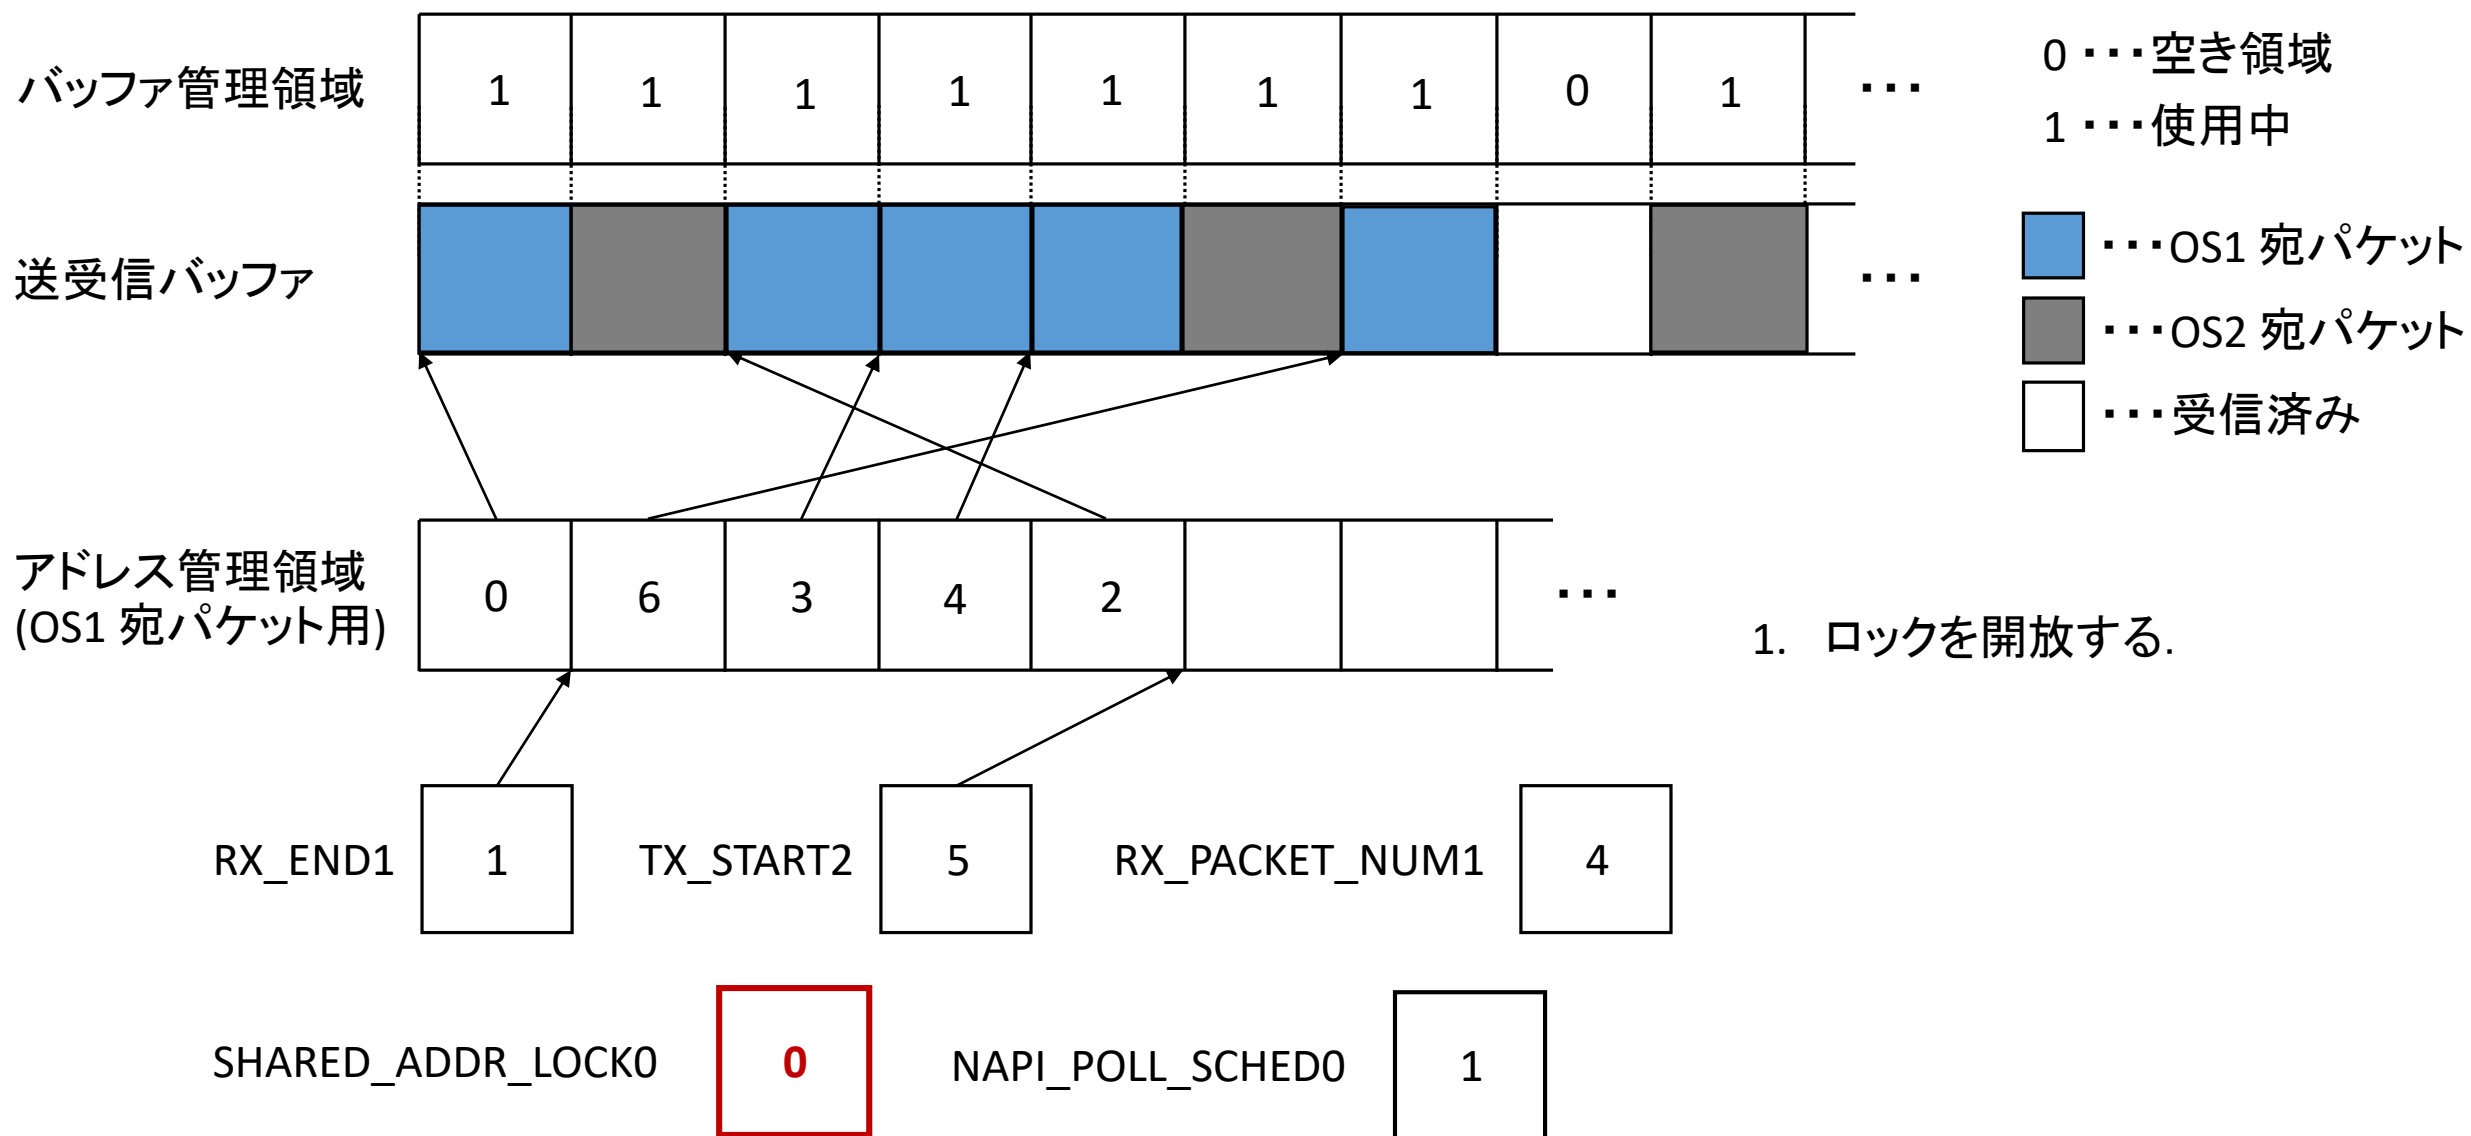 バッファ管理領域 1 1 1 1 1 1 1 0 1 ・・・
0 ・・・空き領域
1 ・・・使用中
送受信バッファ ・・・
・・・OS1 宛パケット
・・・OS2 宛パケット
・・・受信済み
アドレス管理領域
(OS1 宛パケット用)
0 6 3 4 2 ・・・
1. ロックを開放する.
RX_END1 1 TX_START2 5 RX_PACKET_NUM1 4
SHARED_ADDR_LOCK0 0 NAPI_POLL_SCHED0 1